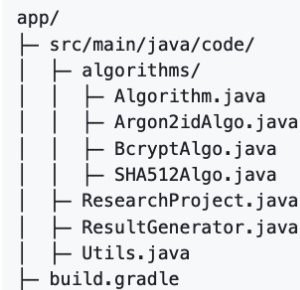 app/
├─ src/main/java/code/
│  ├─ algorithms/
│  │  ├─ Algorithm.java
│  │  ├─ Argon2idAlgo.java
│  │  ├─ BcryptAlgo.java
│  │  ├─ SHA512Algo.java
│  ├─ ResearchProject.java
│  ├─ ResultGenerator.java
│  ├─ Utils.java
├─ build.gradle